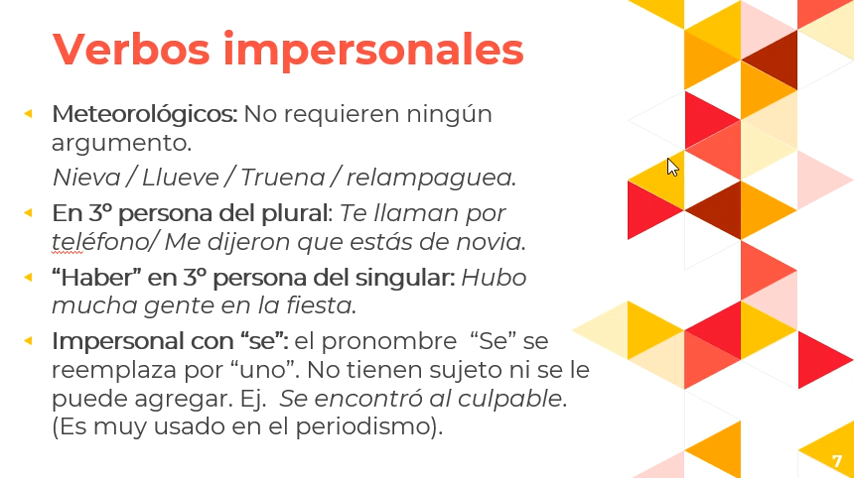 Verbos impersonales
Meteorológicos: No requieren ningún
argumento.
Nieva / Llueve / Truena / relampaguea.
En 3º persona del plural: Te llaman por
teléfono/ Me dijeron que estás de novia.
“Haber” en 3º persona del singular: Hubo
mucha gente en la fiesta.
Impersonal con “se”: el pronombre  “Se” se
reemplaza por “uno”. No tienen sujeto ni se le
puede agregar. Ej.  Se encontró al culpable.
(Es muy usado en el periodismo).
7